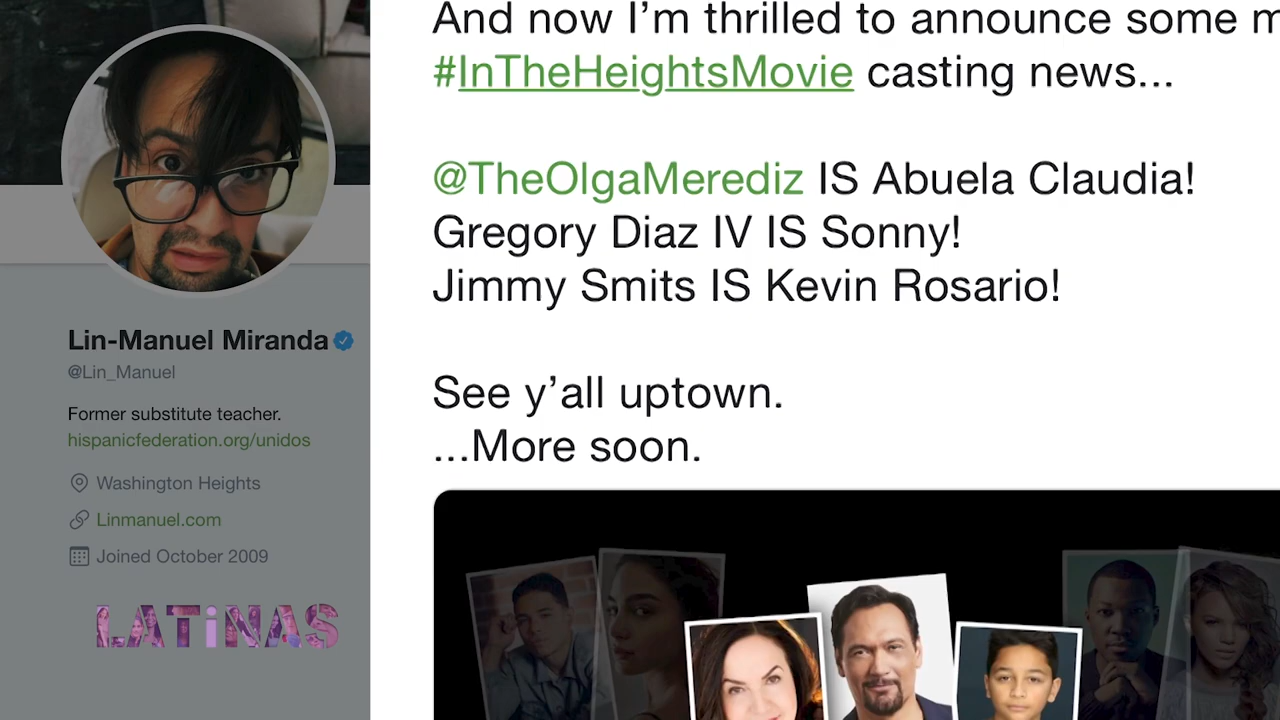 And now I'm thrilled to announce some m
#InTheHeightsMovie casting news...
@TheOlgaMerediz IS Abuela Claudia!
Gregory Diaz IV IS Sonny!
Jimmy Smits IS Kevin Rosario!
See y'all uptown.
...More soon.
Lin-Manuel Miranda
@Lin_Manuel
Former substitute teacher.
hispanicfederation.org/unidos
Washington Heights
Linmanuel.com
Joined October 2009
LATiNAS